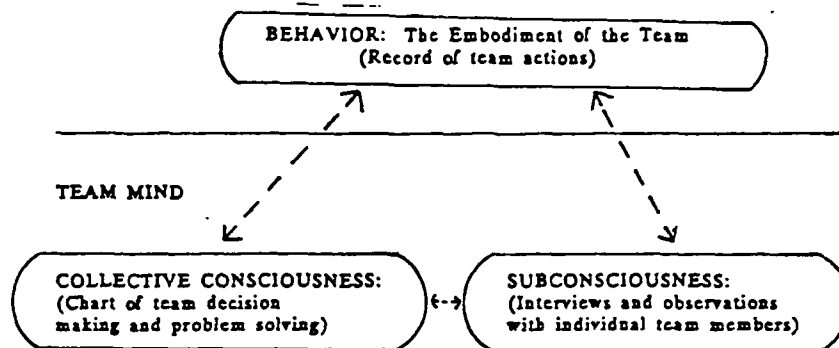 BEHAVIOR: The Embodiment of the Team
(Record of team actions)
TEAM MIND
COLLECTIVE CONSCIOUSNESS:
(Chart of team decision
making and problem solving)
SUBCONSCIOUSNESS:
(Interviews and observations
with individual team members)